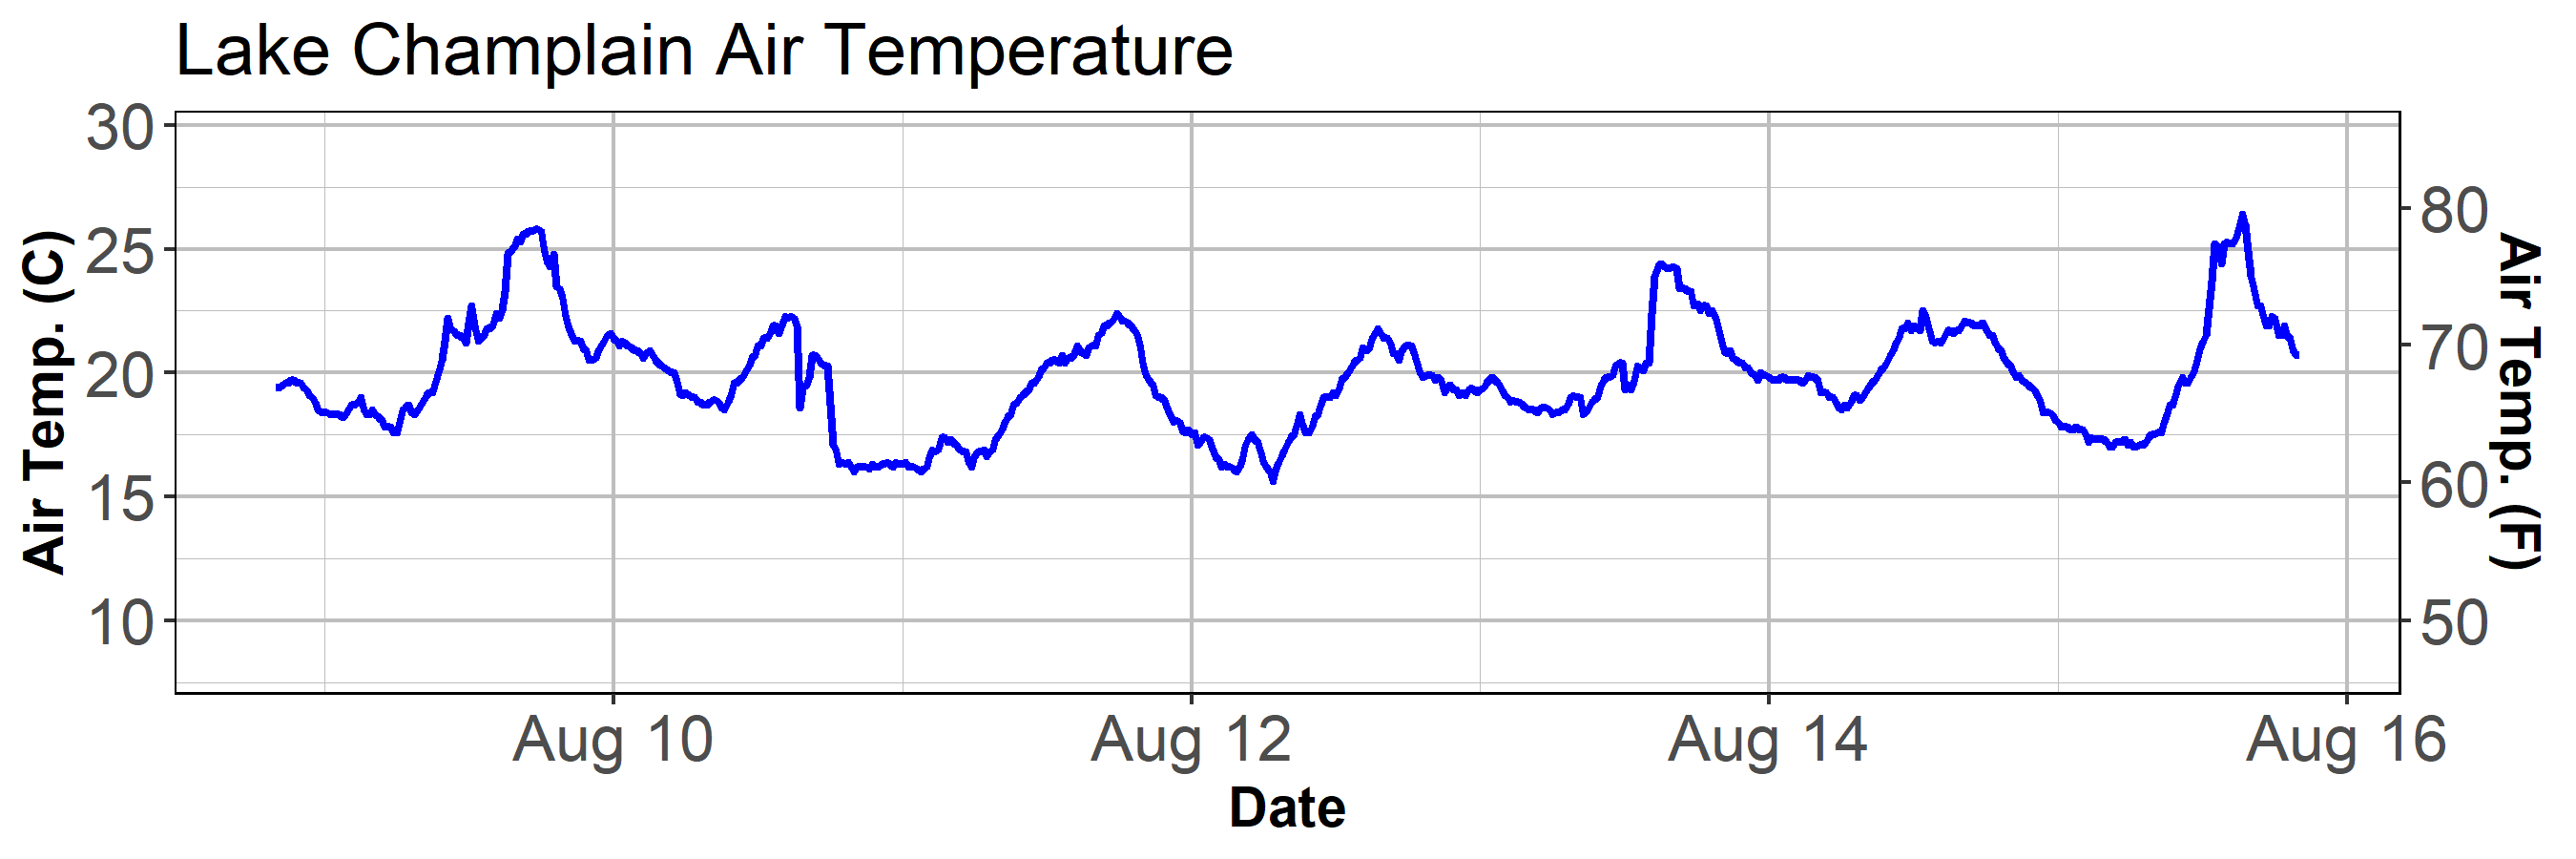 Lake Champlain Air Temperature
30
25
20
15
10
Air Temp. (C)
80
70
60
50
Air Temp. (F)
Aug 10
Aug 12
Aug 14
Aug 16
Date